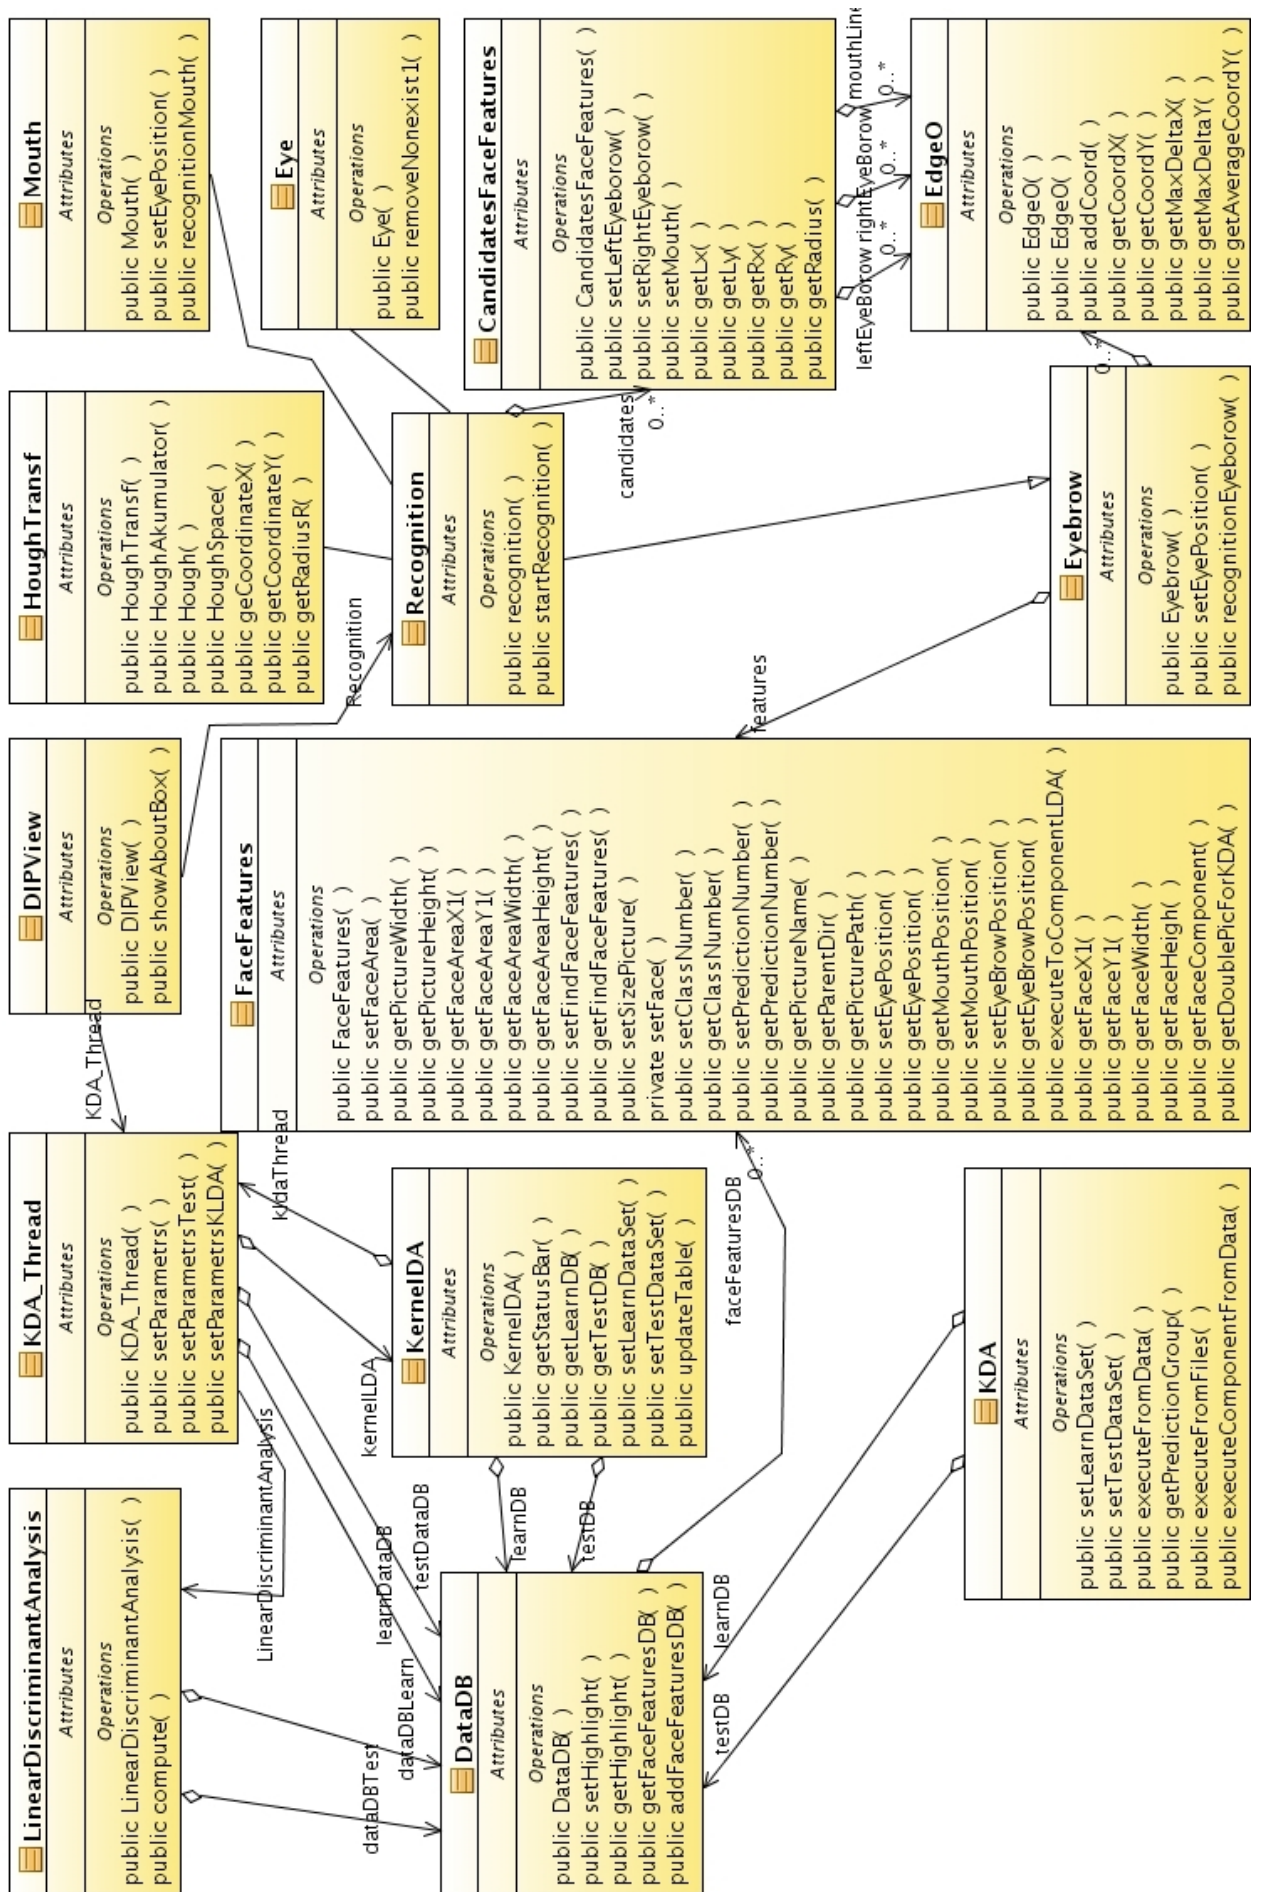 LinearDiscriminantAnalysis
Attributes
Operations
public LinearDiscriminantAnalysis( )
public compute( )
KDA_Thread
Attributes
Operations
public KDA_Thread( )
public setParametrs( )
public setParametrsTest( )
public setParametrsKLDA( )
DIPView
Attributes
Operations
public DIPView( )
public showAboutBox( )
HoughTransf
Attributes
Operations
public HoughTransf( )
public HoughAkumulator( )
public Hough( )
public HoughSpace( )
public geCoordinateX( )
public getCoordinateY( )
public getRadiusR( )
Mouth
Attributes
Operations
public Mouth( )
public setEyePosition( )
public recognitionMouth( )
KDA_Thread
Recognition
LinearDiscriminantAnalysis
kdaThread
Eye
Attributes
Operations
public Eye( )
public removeNonexist1( )
FaceFeatures
Attributes
Operations
public FaceFeatures( )
public setFaceArea( )
public getPictureWidth( )
public getPictureHeight( )
public getFaceAreaX1( )
public getFaceAreaY1( )
public getFaceAreaWidth( )
public getFaceAreaHeight( )
public setFindFaceFeatures( )
public getFindFaceFeatures( )
public setSizePicture( )
private setFace( )
public setClassNumber( )
public getClassNumber( )
public setPredictionNumber( )
public getPredictionNumber( )
public getPictureName( )
public getParentDir( )
public getPicturePath( )
public setEyePosition( )
public getEyePosition( )
public getMouthPosition( )
public setMouthPosition( )
public setEyeBrowPosition( )
public getEyeBrowPosition( )
public executeToComponentLDA( )
public getFaceX1( )
public getFaceY1( )
public getFaceWidth( )
public getFaceHeight( )
public getFaceComponent( )
public getDoublePicForKDA( )
dataDBTest
dataDBLearn
learnDataDB
testDataDB
kernelLDA
KernelDA
Attributes
Operations
public KernelDA( )
public getStatusBar( )
public getLearnDB( )
public getTestDB( )
public setLearnDataSet( )
public setTestDataSet( )
public updateTable( )
Recognition
Attributes
Operations
public recognition( )
public startRecognition( )
candidates
0..*
CandidatesFaceFeatures
Attributes
Operations
public CandidatesFaceFeatures( )
public setLeftEyeborow( )
public setRightEyeborow( )
public setMouth( )
public getLx( )
public getLy( )
public getRx( )
public getRy( )
public getRadius( )
DataDB
Attributes
Operations
public DataDB( )
public setHighlight( )
public getHighlight( )
public getFaceFeaturesDB( )
public addFaceFeaturesDB( )
learnDB
testDB
testDB
learnDB
faceFeaturesDB
0..*
features
leftEyeBorow
rightEyeBorow
mouthLine
0..*
0..*
0..*
EdgeO
Attributes
Operations
public EdgeO( )
public EdgeO( )
public addCoord( )
public getCoordX( )
public getCoordY( )
public getMaxDeltaX( )
public getMaxDeltaY( )
public getAverageCoordY( )
KDA
Attributes
Operations
public setLearnDataSet( )
public setTestDataSet( )
public executeFromData( )
public getPredictionGroup( )
public executeFromFiles( )
public executeComponentFromData( )
Eyebrow
Attributes
Operations
public Eyebrow( )
public setEyePosition( )
public recognitionEyeborow( )
0..*